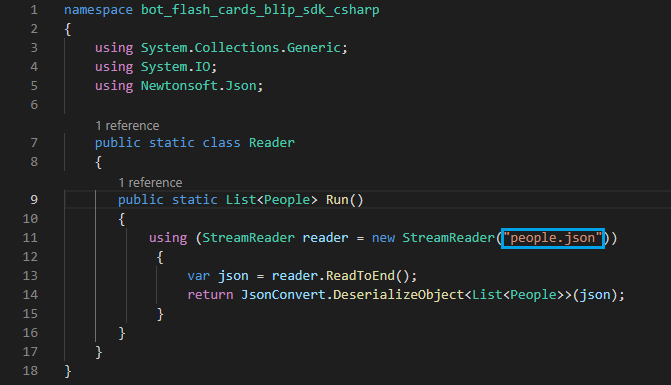 1 namespace bot_flash_cards_blip_sdk_csharp
2 {
3 using System.Collections.Generic;
4 using System.IO;
5 using Newtonsoft.Json;
6
1 reference
7 public static class Reader
8 {
1 reference
9 public static List<People> Run()
10 {
11 using (StreamReader reader = new StreamReader("people.json"))
12 {
13 var json = reader.ReadToEnd();
14 return JsonConvert.DeserializeObject<List<People>>(json);
15 }
16 }
17 }
18 }